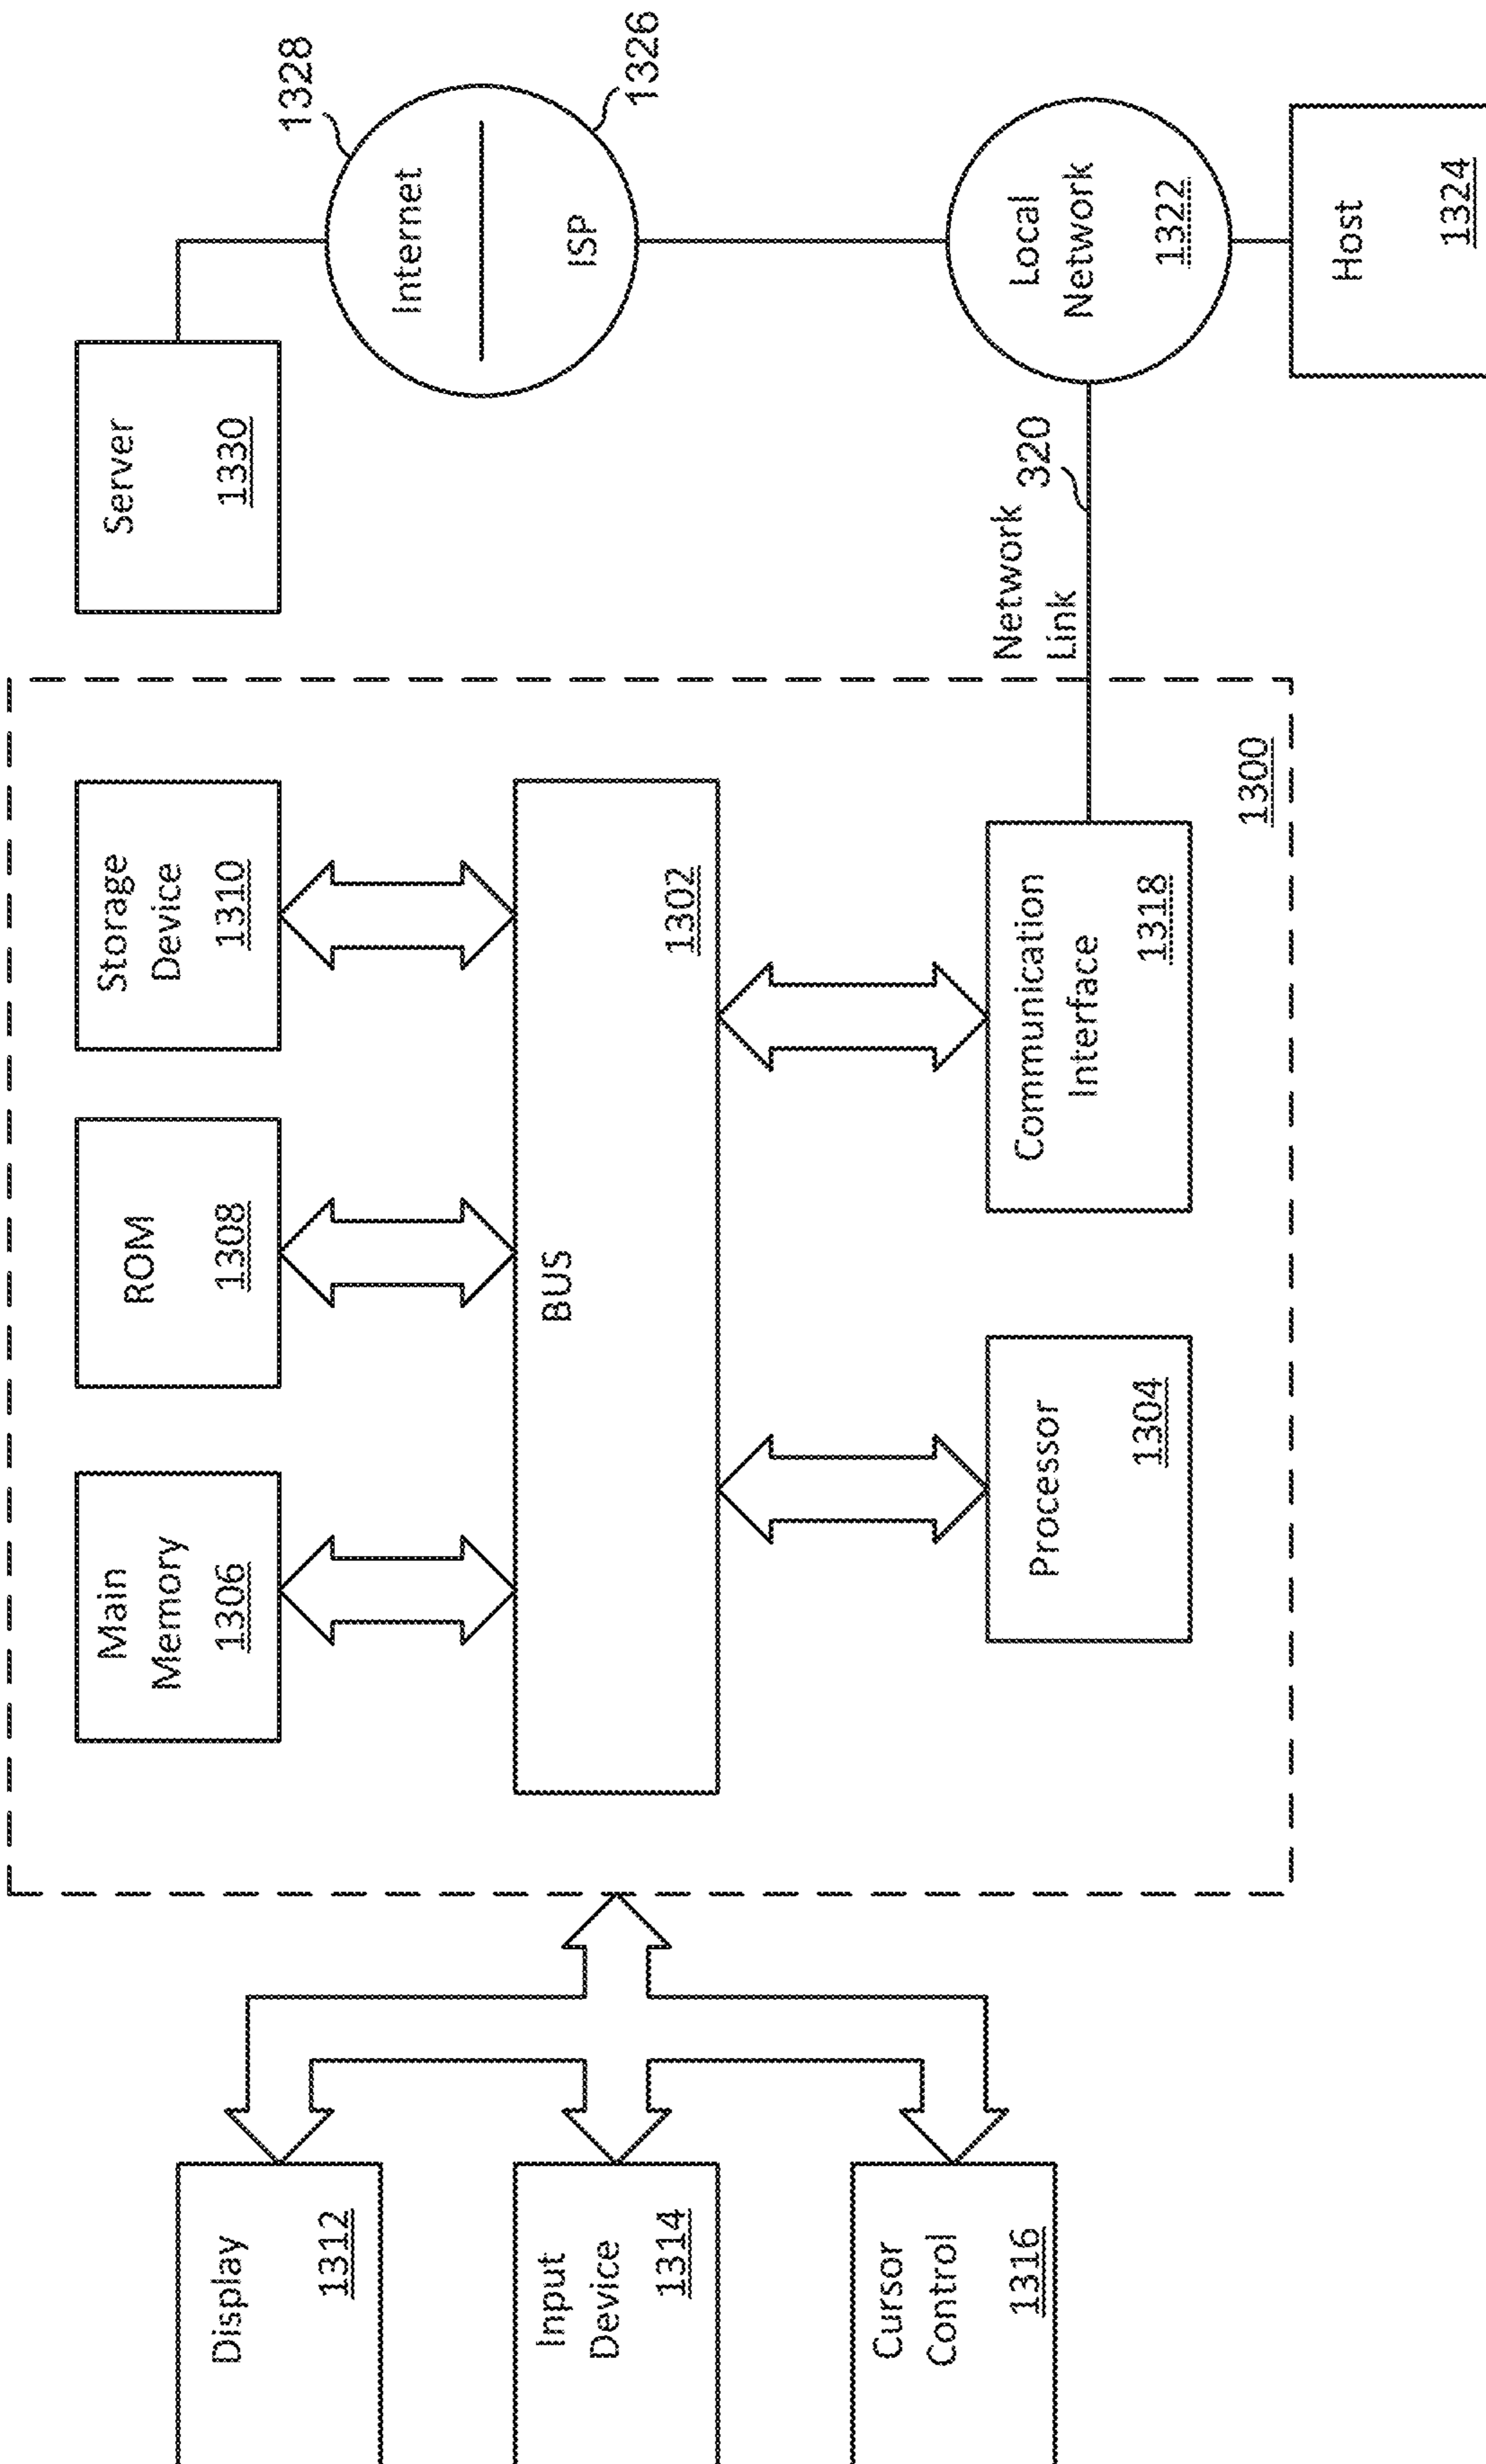 Display
1312
Input
Device
1314
Cursor
Control
1316
Main
Memory
1306
ROM
1308
Storage
Device
1310
BUS
1302
Processor
1304
Communication
Interface
1318
1300
Server
1330
1328
Internet
ISP
1326
Network
Link
320
Local
Network
1322
Host
1324